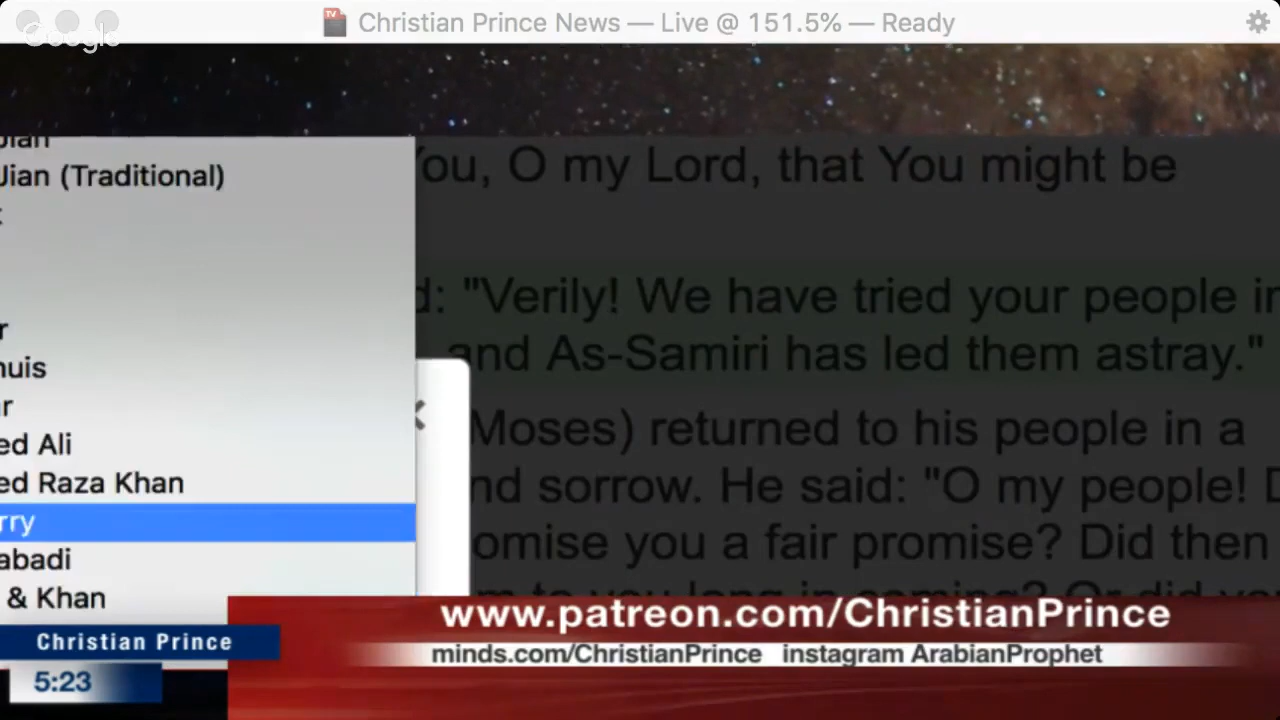 Christian Prince News — Live @ 151.5% — Ready
Google
Jian (Traditional)
You, O my Lord, that You might be
d: "Verily! We have tried your people in
and As-Samiri has led them astray."
(Moses) returned to his people in a
nd sorrow. He said: "O my people! D
omise you a fair promise? Did then
huis
ar
ed Ali
ed Raza Khan
rry
abadi
& Khan
www.patreon.com/ChristianPrince
Christian Prince
minds.com/ChristianPrince instagram ArabianProphet
5:23